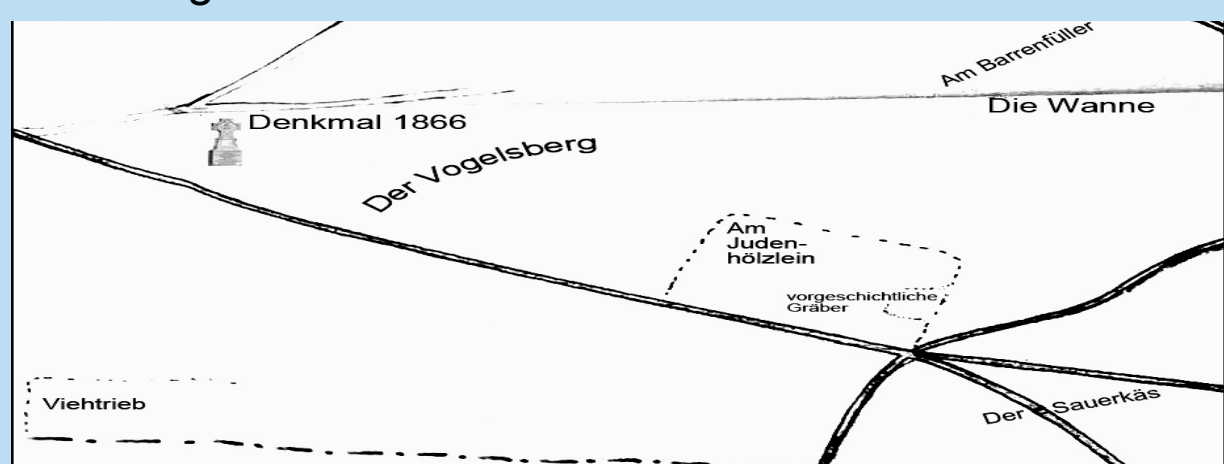 Am Barrenfüller
Die Wanne
Denkmal 1866
Der Vogelsberg
Am
Juden-
hölzlein
vorgeschichtliche
Gräber
Viehtrieb
Der Sauerkäs